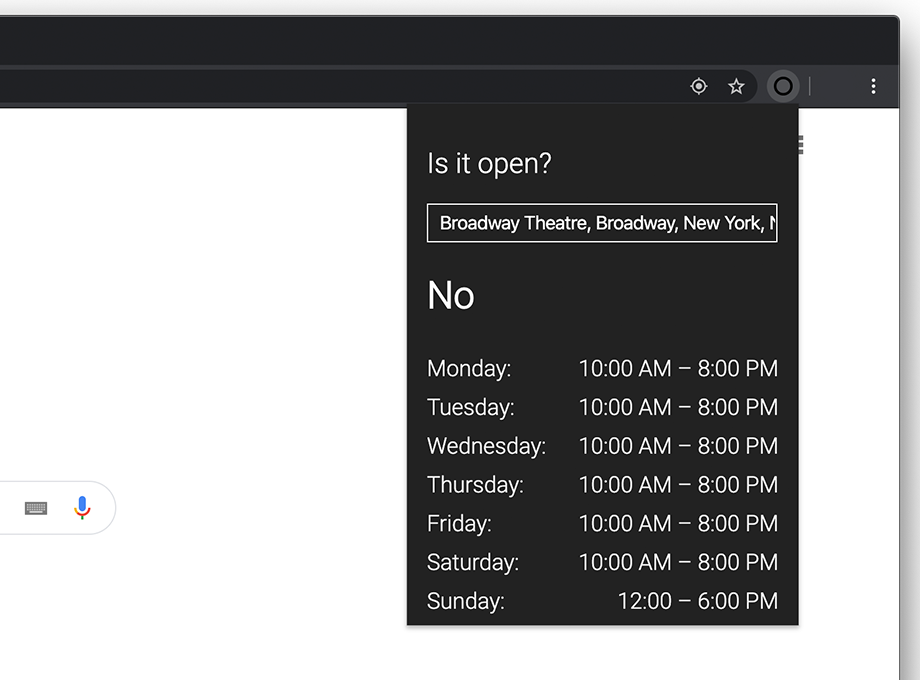 Is it open?
Broadway Theatre, Broadway, New York,
No
Monday: 10:00 AM – 8:00 PM
Tuesday: 10:00 AM – 8:00 PM
Wednesday: 10:00 AM – 8:00 PM
Thursday: 10:00 AM – 8:00 PM
Friday: 10:00 AM – 8:00 PM
Saturday: 10:00 AM – 8:00 PM
Sunday: 12:00 – 6:00 PM